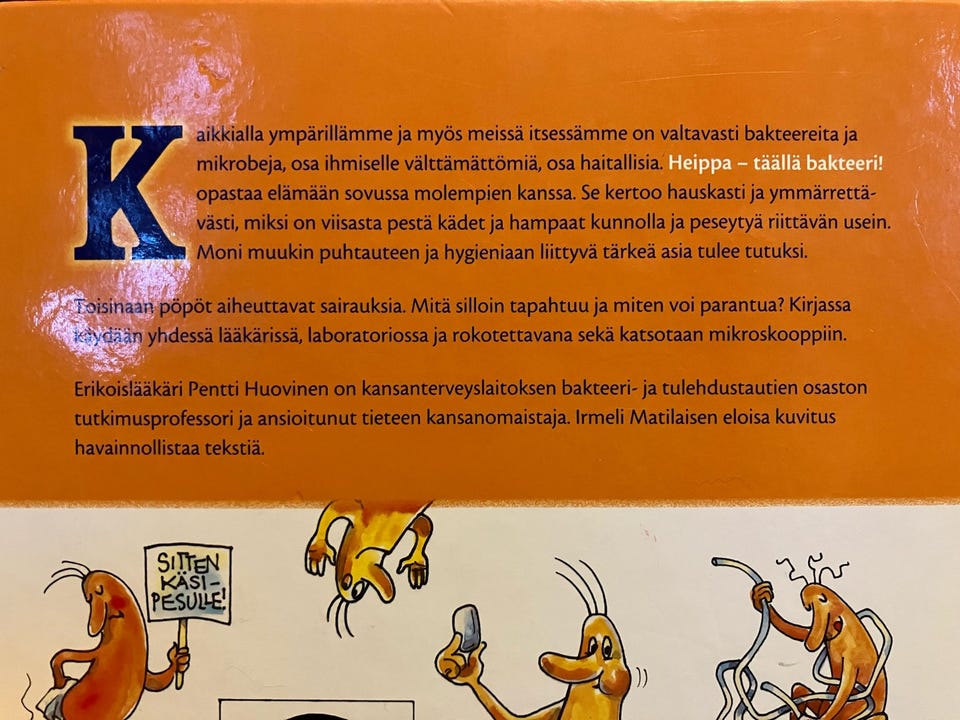 Kaikkialla ympärillämme ja myös meissä itsessämme on valtavasti bakteereita ja
mikrobeja, osa ihmiselle välttämättömiä, osa haitallisia. Heippa – täällä bakteeri!
opastaa elämään sovussa molempien kanssa. Se kertoo hauskasti ja ymmärrettä-
västi, miksi on viisasta pestä kädet ja hampaat kunnolla ja peseytyä riittävän usein.
Moni muukin puhtauteen ja hygieniaan liittyvä tärkeä asia tulee tutuksi.
Toisinaan pöpöt aiheuttavat sairauksia. Mitä silloin tapahtuu ja miten voi parantua? Kirjassa
käydään yhdessä lääkärissä, laboratoriossa ja rokotettavana sekä katsotaan mikroskooppiin.
Erikoislääkäri Pentti Huovinen on kansanterveyslaitoksen bakteeri- ja tulehdustautien osaston
tutkimusprofessori ja ansioitunut tieteen kansanomaistaja. Irmeli Matilaisen eloisa kuvitus
havainnollistaa tekstiä.
SITTEN
KÄSI-
PESULLE!